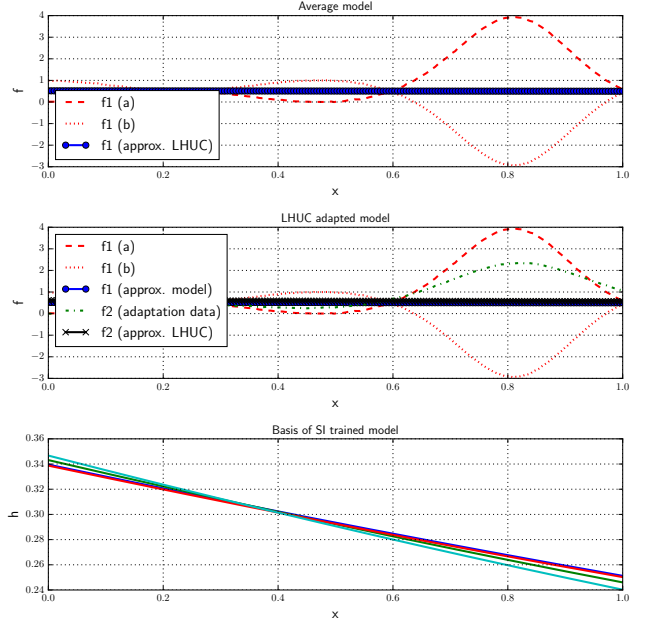 Average model
4
3
2
1
0
−1
−2
−3
f
f1 (a)
f1 (b)
f1 (approx. LHUC)
0.0 0.2 0.4 0.6 0.8 1.0
x
LHUC adapted model
4
3
2
1
0
−1
−2
−3
f
f1 (a)
f1 (b)
f1 (approx. model)
f2 (adaptation data)
f2 (approx. LHUC)
0.0 0.2 0.4 0.6 0.8 1.0
x
Basis of SI trained model
0.36
0.34
0.32
0.30
0.28
0.26
0.24
h
0.0 0.2 0.4 0.6 0.8 1.0
x